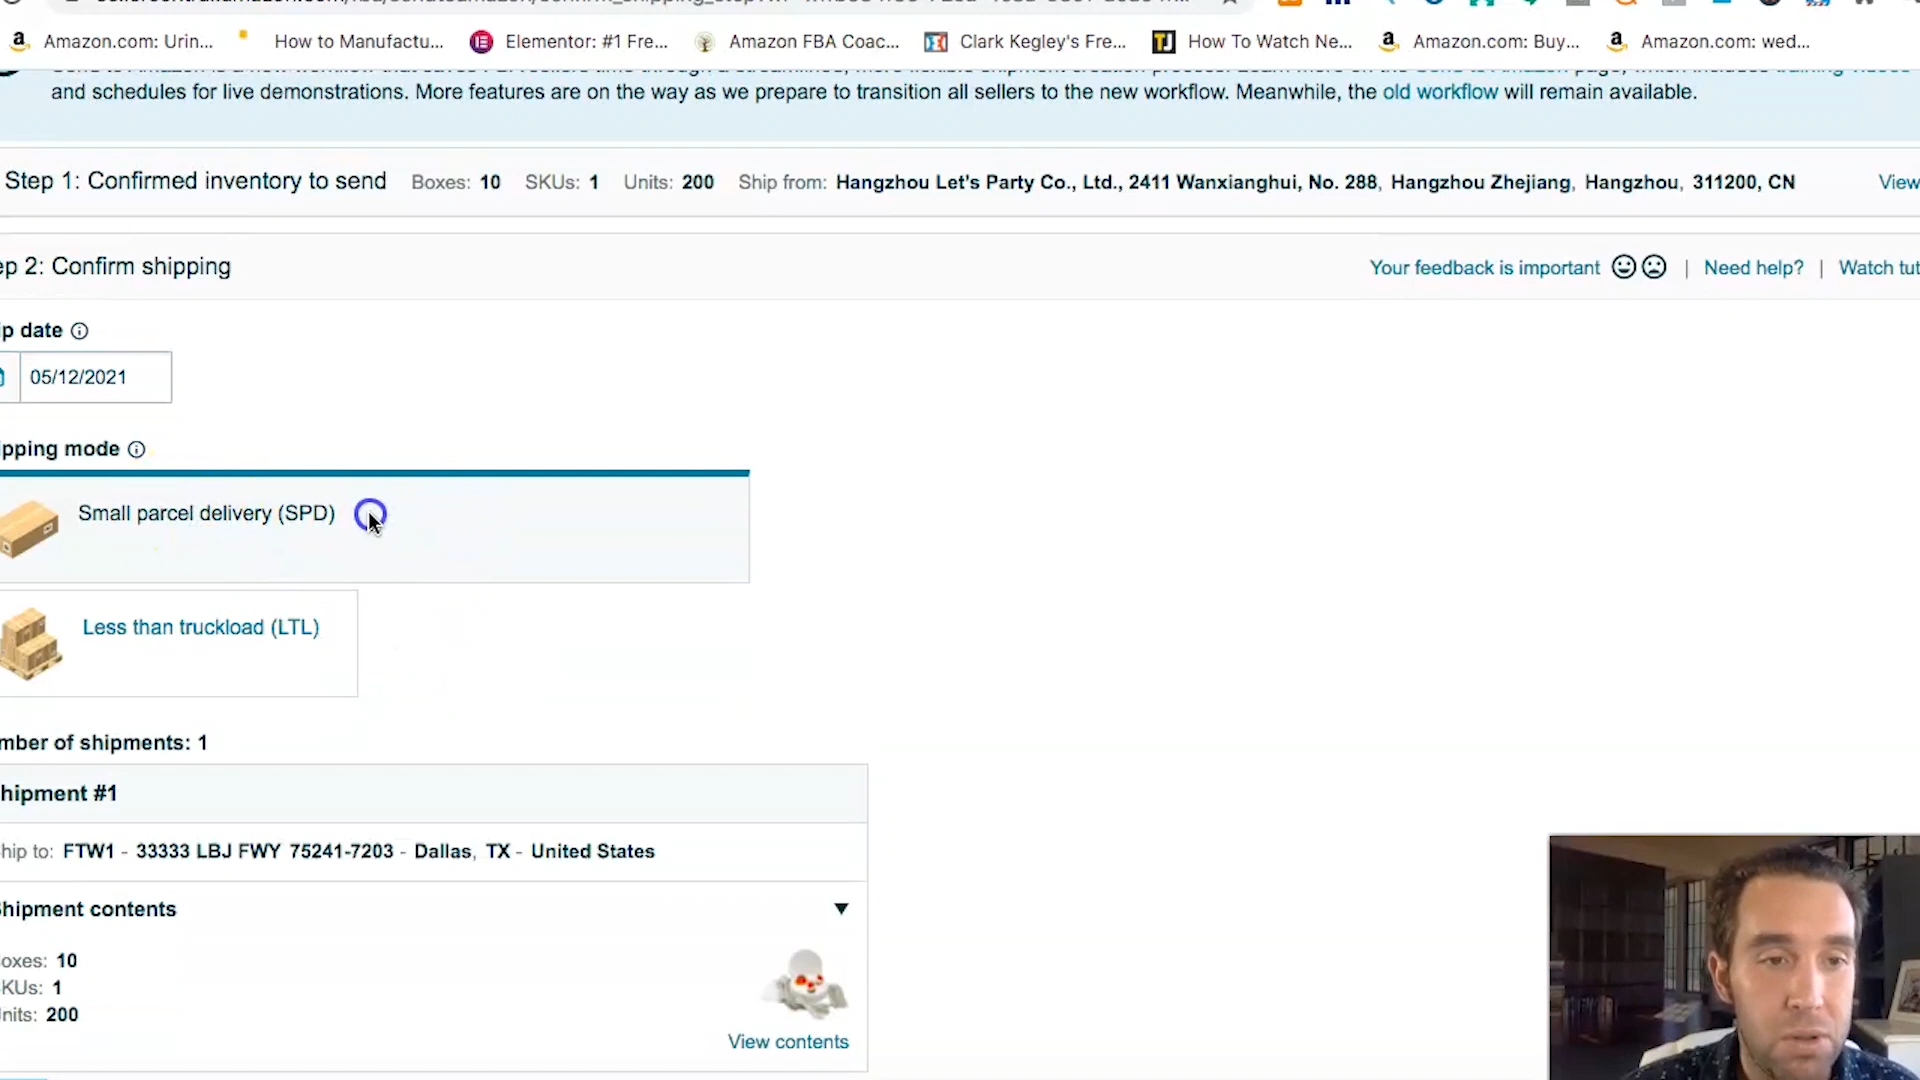 Amazon.com: Urin... How to Manufactu... Elementor: #1 Fre... Amazon FBA Coac... Clark Kegley's Fre... How To Watch Ne... Amazon.com: Buy... Amazon.com: wed...
and schedules for live demonstrations. More features are on the way as we prepare to transition all sellers to the new workflow. Meanwhile, the old workflow will remain available.
Step 1: Confirmed inventory to send Boxes: 10 SKUs: 1 Units: 200 Ship from: Hangzhou Let's Party Co., Ltd., 2411 Wanxianghui, No. 288, Hangzhou Zhejiang, Hangzhou, 311200, CN View
ep 2: Confirm shipping Your feedback is important | Need help? | Watch tut
ip date
05/12/2021
ipping mode
Small parcel delivery (SPD)
Less than truckload (LTL)
mber of shipments: 1
hipment #1
hip to: FTW1 - 33333 LBJ FWY 75241-7203 - Dallas, TX - United States
Shipment contents
oxes: 10
KUs: 1
nits: 200
View contents